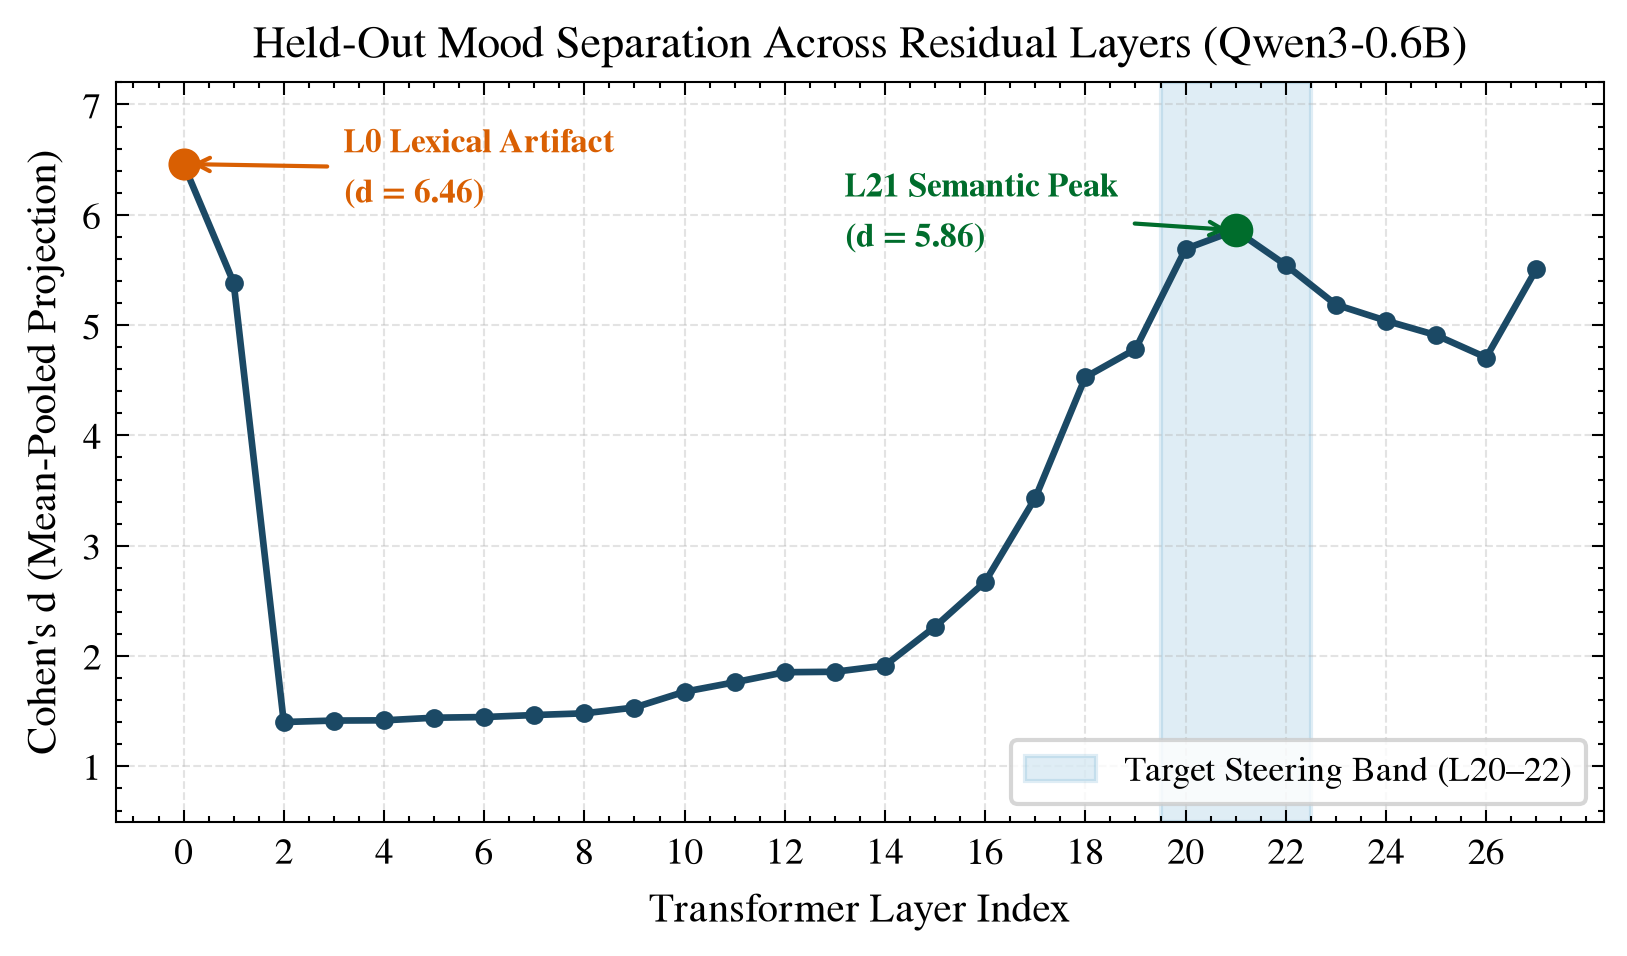 Held-Out Mood Separation Across Residual Layers (Qwen3-0.6B)
Cohen's d (Mean-Pooled Projection)
7
6
5
4
3
2
1
L0 Lexical Artifact
(d = 6.46)
L21 Semantic Peak
(d = 5.86)
Target Steering Band (L20–22)
0 2 4 6 8 10 12 14 16 18 20 22 24 26
Transformer Layer Index